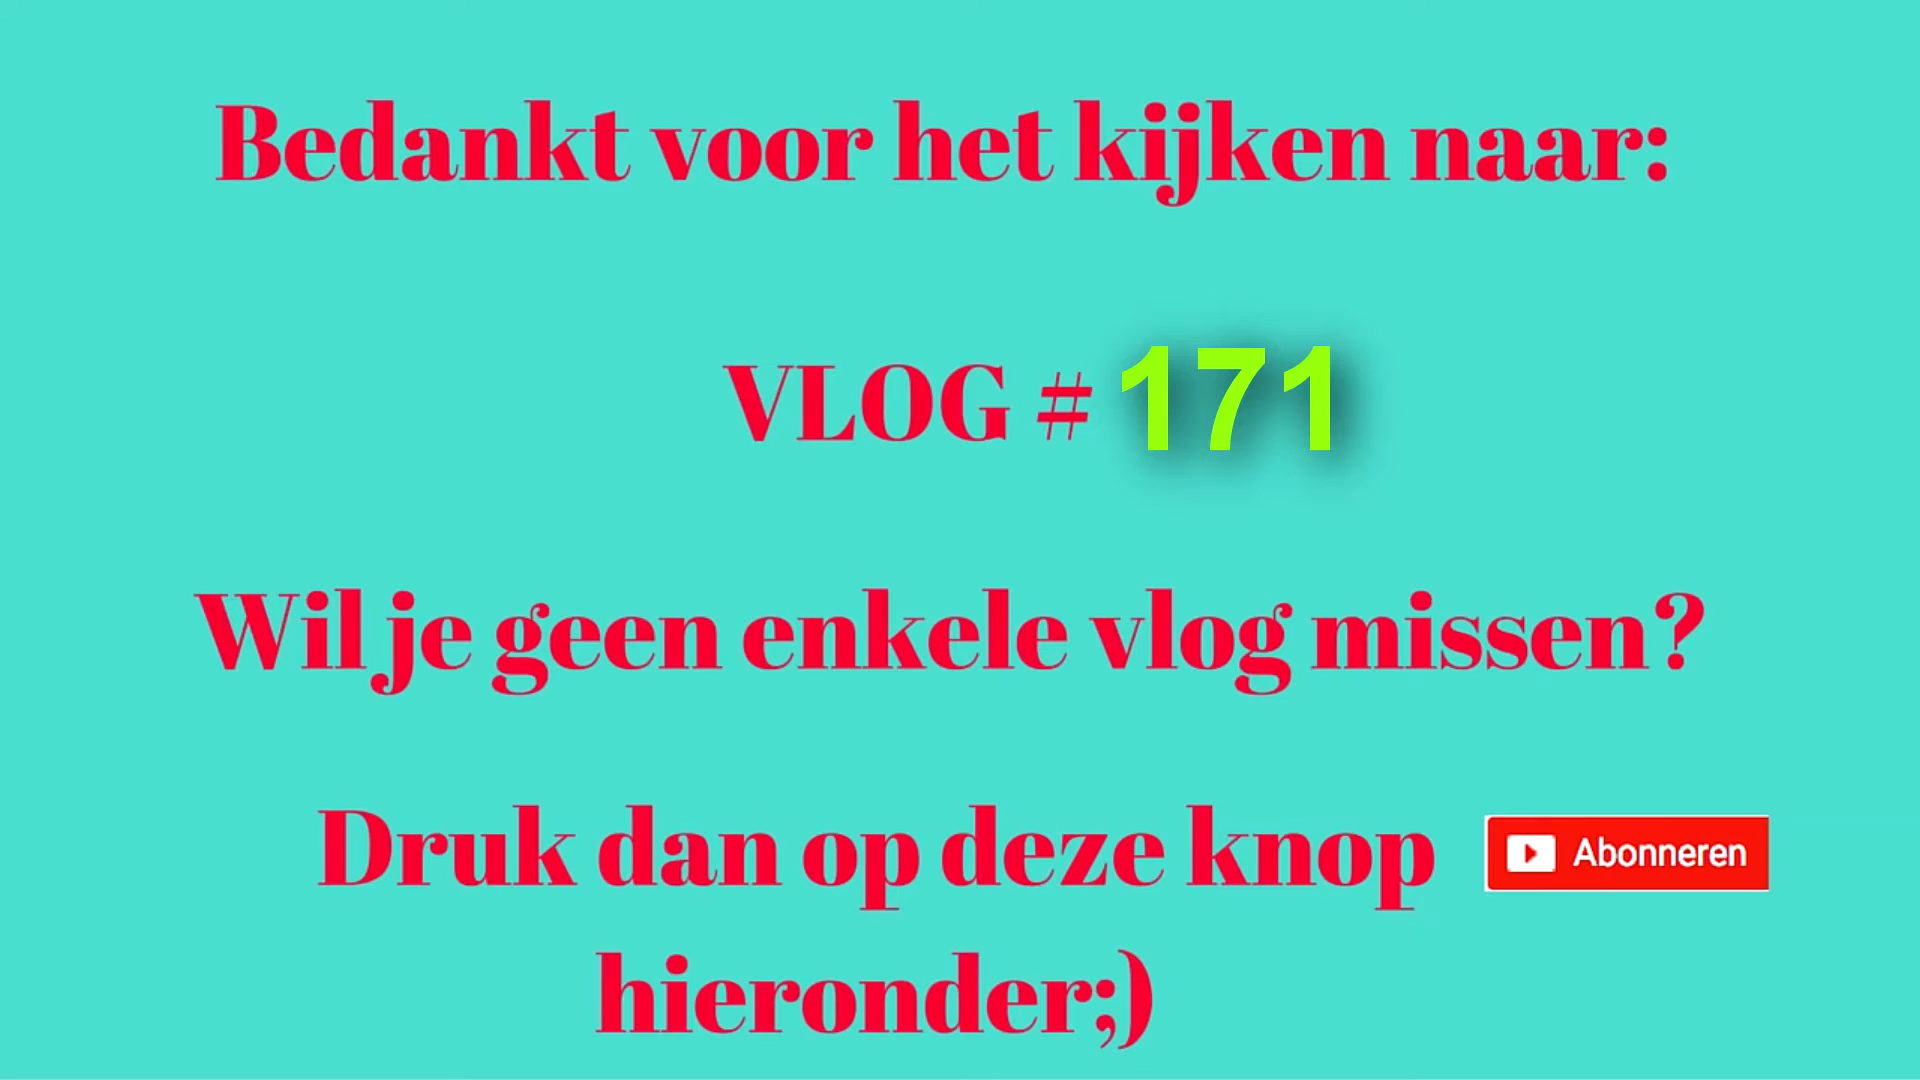 Bedankt voor het kijken naar:
VLOG # 171
Wil je geen enkele vlog missen?
Druk dan op deze knop Abonneren
hieronder;)